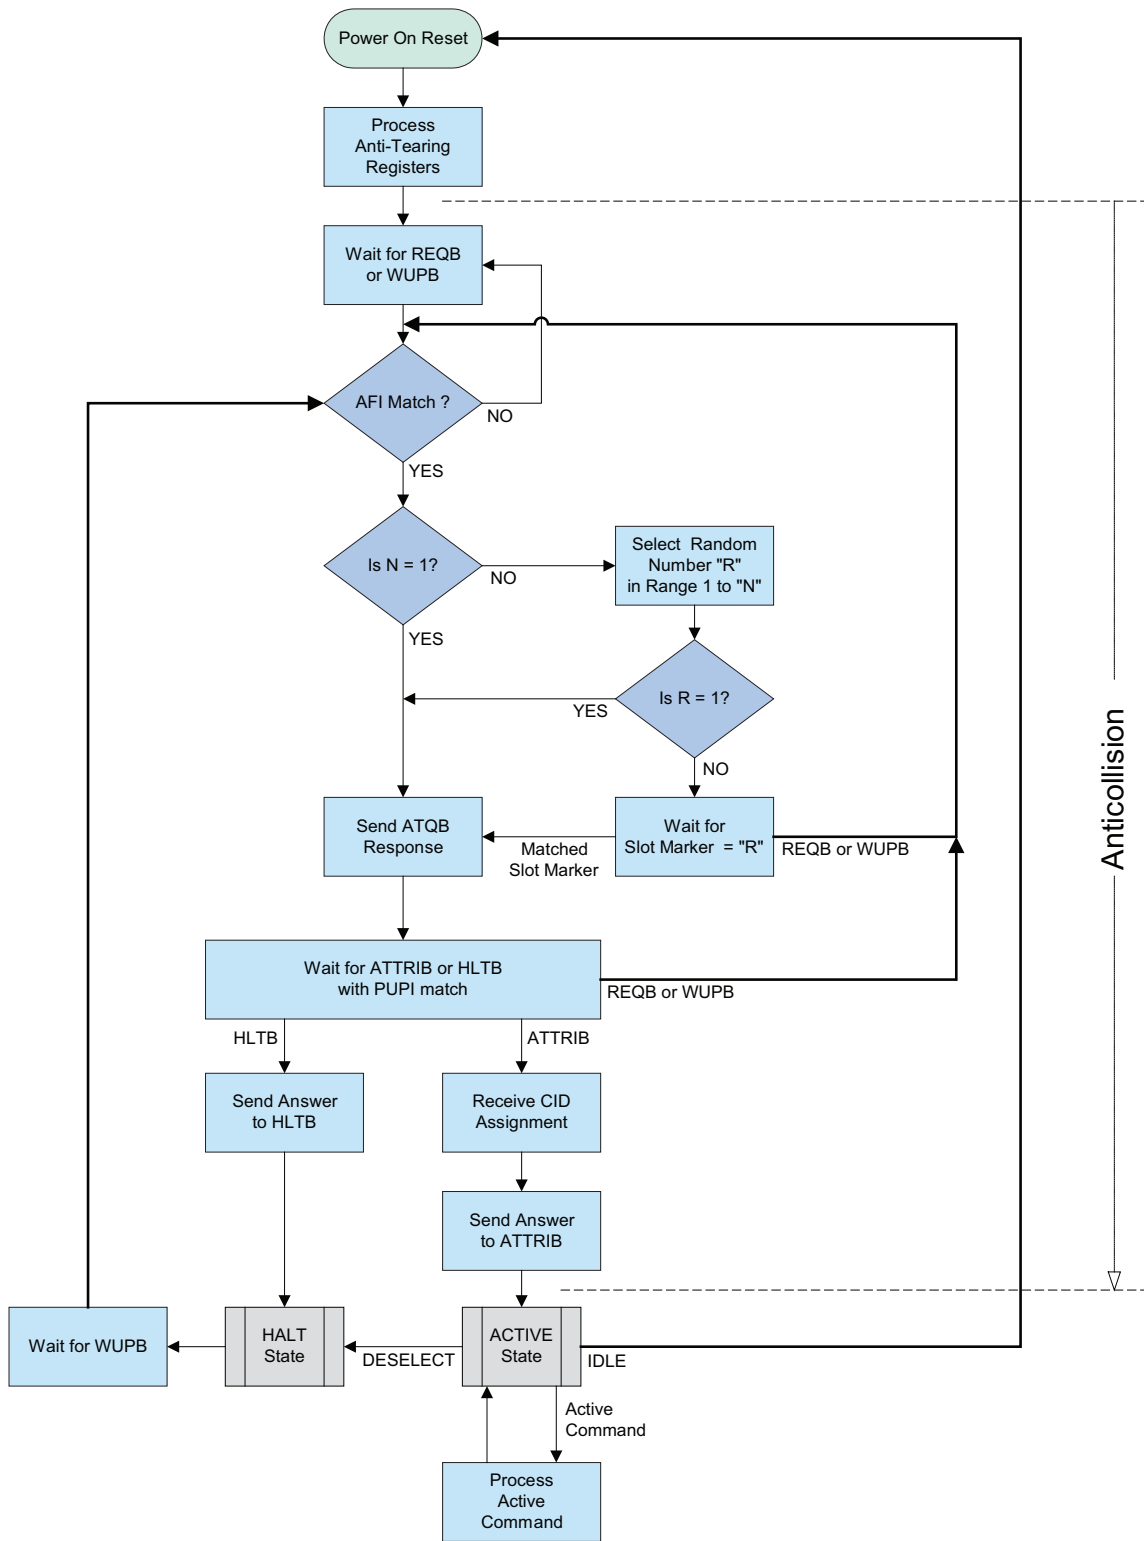 Power On Reset
Process
Anti-Tearing
Registers
Wait for REQB
or WUPB
AFI Match ?
NO
YES
Is N = 1?
NO
YES
Select Random
Number "R"
in Range 1 to "N"
Is R = 1?
YES
NO
Send ATQB
Response
Matched
Slot Marker
Wait for
Slot Marker = "R"
REQB or WUPB
Wait for ATTRIB or HLTB
with PUPI match
REQB or WUPB
HLTB
ATTRIB
Send Answer
to HLTB
Receive CID
Assignment
Send Answer
to ATTRIB
Anticollision
Wait for WUPB
HALT
State
DESELECT
ACTIVE
State
IDLE
Active
Command
Process
Active
Command